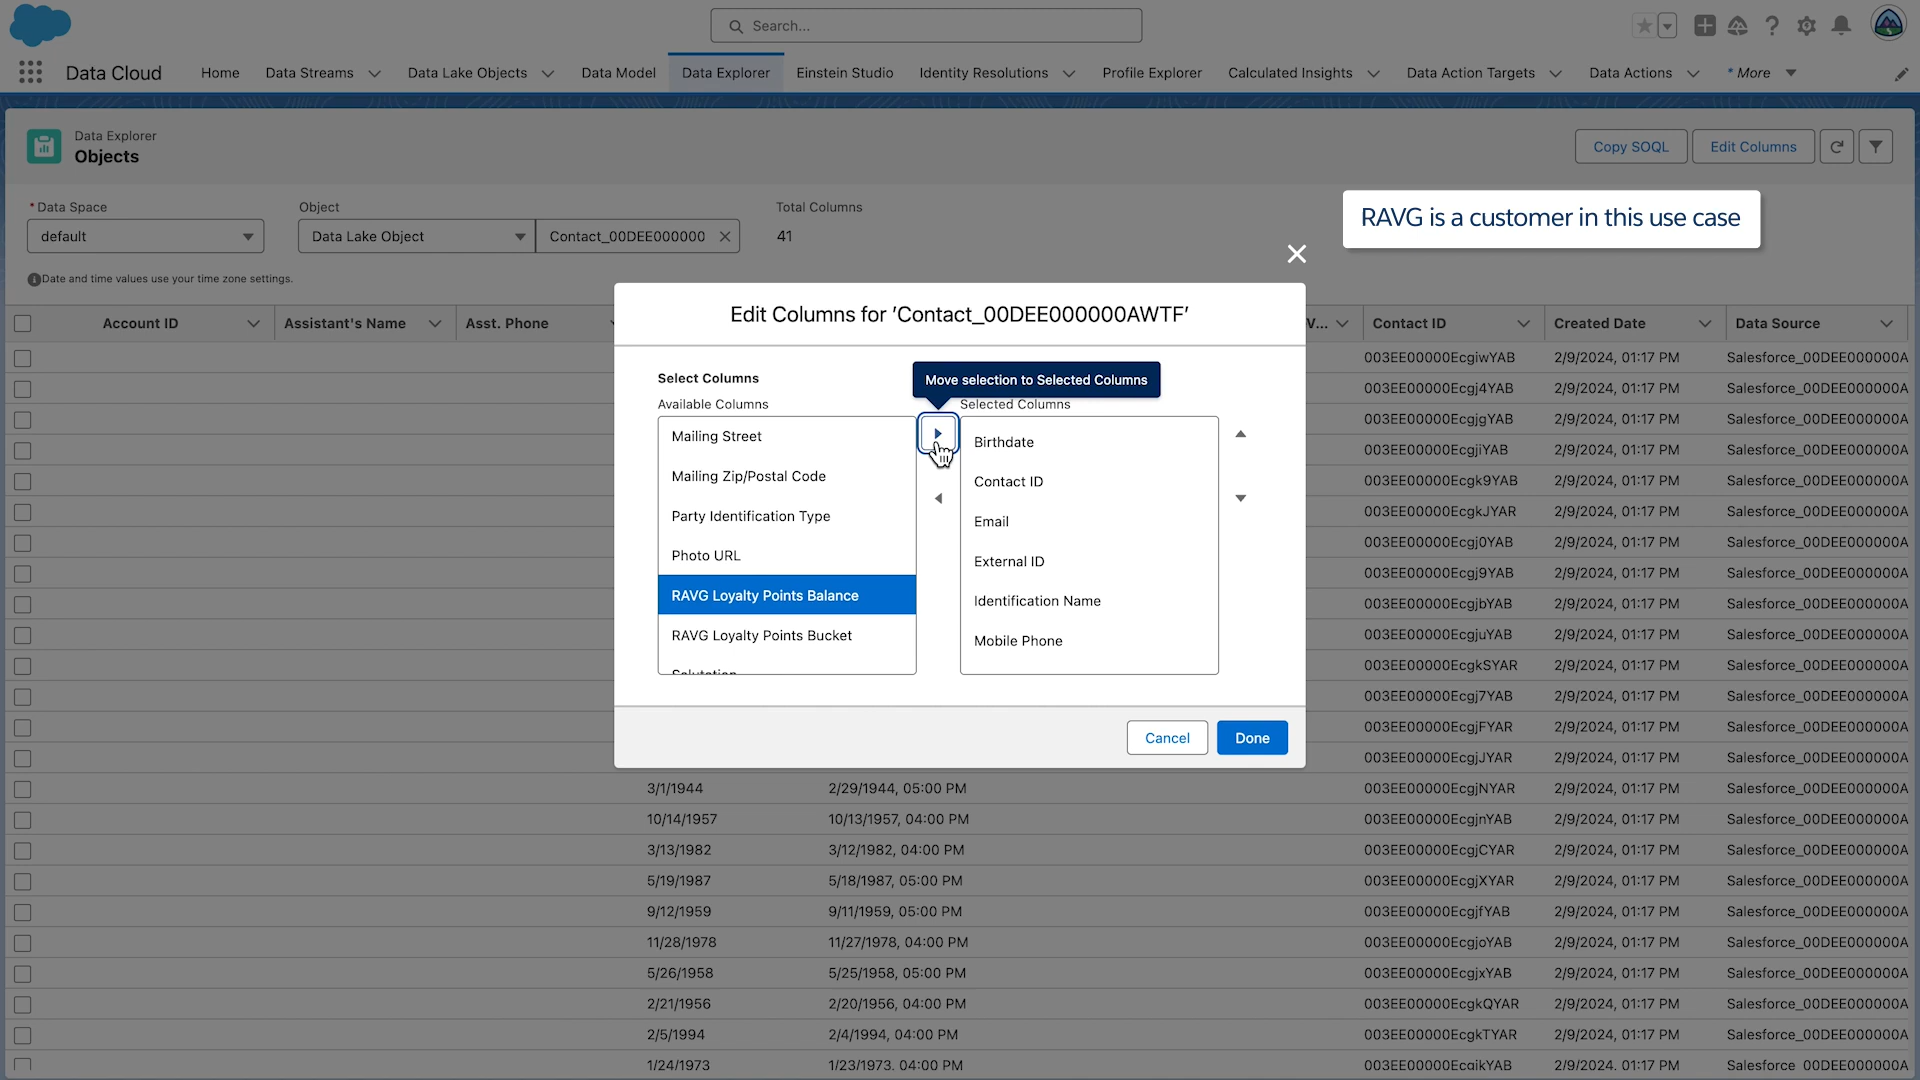 Search...
Data Cloud
Home
Data Streams
Data Lake Objects
Data Model
Data Explorer
Einstein Studio
Identity Resolutions
Profile Explorer
Calculated Insights
Data Action Targets
Data Actions
* More
Data Explorer
Objects
Copy SOQL
Edit Columns
RAVG is a customer in this use case
* Data Space
Object
Total Columns
default
Data Lake Object
Contact_00DEE000000
41
Date and time values use your time zone settings.
Account ID
Assistant's Name
Asst. Phone
V...
Contact ID
Created Date
Data Source
Edit Columns for 'Contact_00DEE000000AWTF'
Select Columns
Move selection to Selected Columns
Available Columns
Selected Columns
Mailing Street
Mailing Zip/Postal Code
Party Identification Type
Photo URL
RAVG Loyalty Points Balance
RAVG Loyalty Points Bucket
Salutation
Birthdate
Contact ID
Email
External ID
Identification Name
Mobile Phone
Cancel
Done
003EE00000EcgiwYAB 2/9/2024, 01:17 PM Salesforce_00DEE000000A
003EE00000Ecgj4YAB 2/9/2024, 01:17 PM Salesforce_00DEE000000A
003EE00000EcgjgYAB 2/9/2024, 01:17 PM Salesforce_00DEE000000A
003EE00000EcgjiYAB 2/9/2024, 01:17 PM Salesforce_00DEE000000A
003EE00000Ecgk9YAB 2/9/2024, 01:17 PM Salesforce_00DEE000000A
003EE00000EcgkJYAR 2/9/2024, 01:17 PM Salesforce_00DEE000000A
003EE00000Ecgj0YAB 2/9/2024, 01:17 PM Salesforce_00DEE000000A
003EE00000Ecgj9YAB 2/9/2024, 01:17 PM Salesforce_00DEE000000A
003EE00000EcgjbYAB 2/9/2024, 01:17 PM Salesforce_00DEE000000A
003EE00000EcgjuYAB 2/9/2024, 01:17 PM Salesforce_00DEE000000A
003EE00000EcgkSYAR 2/9/2024, 01:17 PM Salesforce_00DEE000000A
003EE00000Ecgj7YAB 2/9/2024, 01:17 PM Salesforce_00DEE000000A
003EE00000EcgjFYAR 2/9/2024, 01:17 PM Salesforce_00DEE000000A
003EE00000EcgjJYAR 2/9/2024, 01:17 PM Salesforce_00DEE000000A
3/1/1944 2/29/1944, 05:00 PM 003EE00000EcgjNYAR 2/9/2024, 01:17 PM Salesforce_00DEE000000A
10/14/1957 10/13/1957, 04:00 PM 003EE00000EcgjnYAB 2/9/2024, 01:17 PM Salesforce_00DEE000000A
3/13/1982 3/12/1982, 04:00 PM 003EE00000EcgjCYAR 2/9/2024, 01:17 PM Salesforce_00DEE000000A
5/19/1987 5/18/1987, 05:00 PM 003EE00000EcgjXYAR 2/9/2024, 01:17 PM Salesforce_00DEE000000A
9/12/1959 9/11/1959, 05:00 PM 003EE00000EcgjfYAB 2/9/2024, 01:17 PM Salesforce_00DEE000000A
11/28/1978 11/27/1978, 04:00 PM 003EE00000EcgjoYAB 2/9/2024, 01:17 PM Salesforce_00DEE000000A
5/26/1958 5/25/1958, 05:00 PM 003EE00000EcgjxYAB 2/9/2024, 01:17 PM Salesforce_00DEE000000A
2/21/1956 2/20/1956, 04:00 PM 003EE00000EcgkQYAR 2/9/2024, 01:17 PM Salesforce_00DEE000000A
2/5/1994 2/4/1994, 04:00 PM 003EE00000EcgkTYAR 2/9/2024, 01:17 PM Salesforce_00DEE000000A
1/24/1973 1/23/1973, 04:00 PM 003EE00000EcgikYAB 2/9/2024, 01:17 PM Salesforce_00DEE000000A